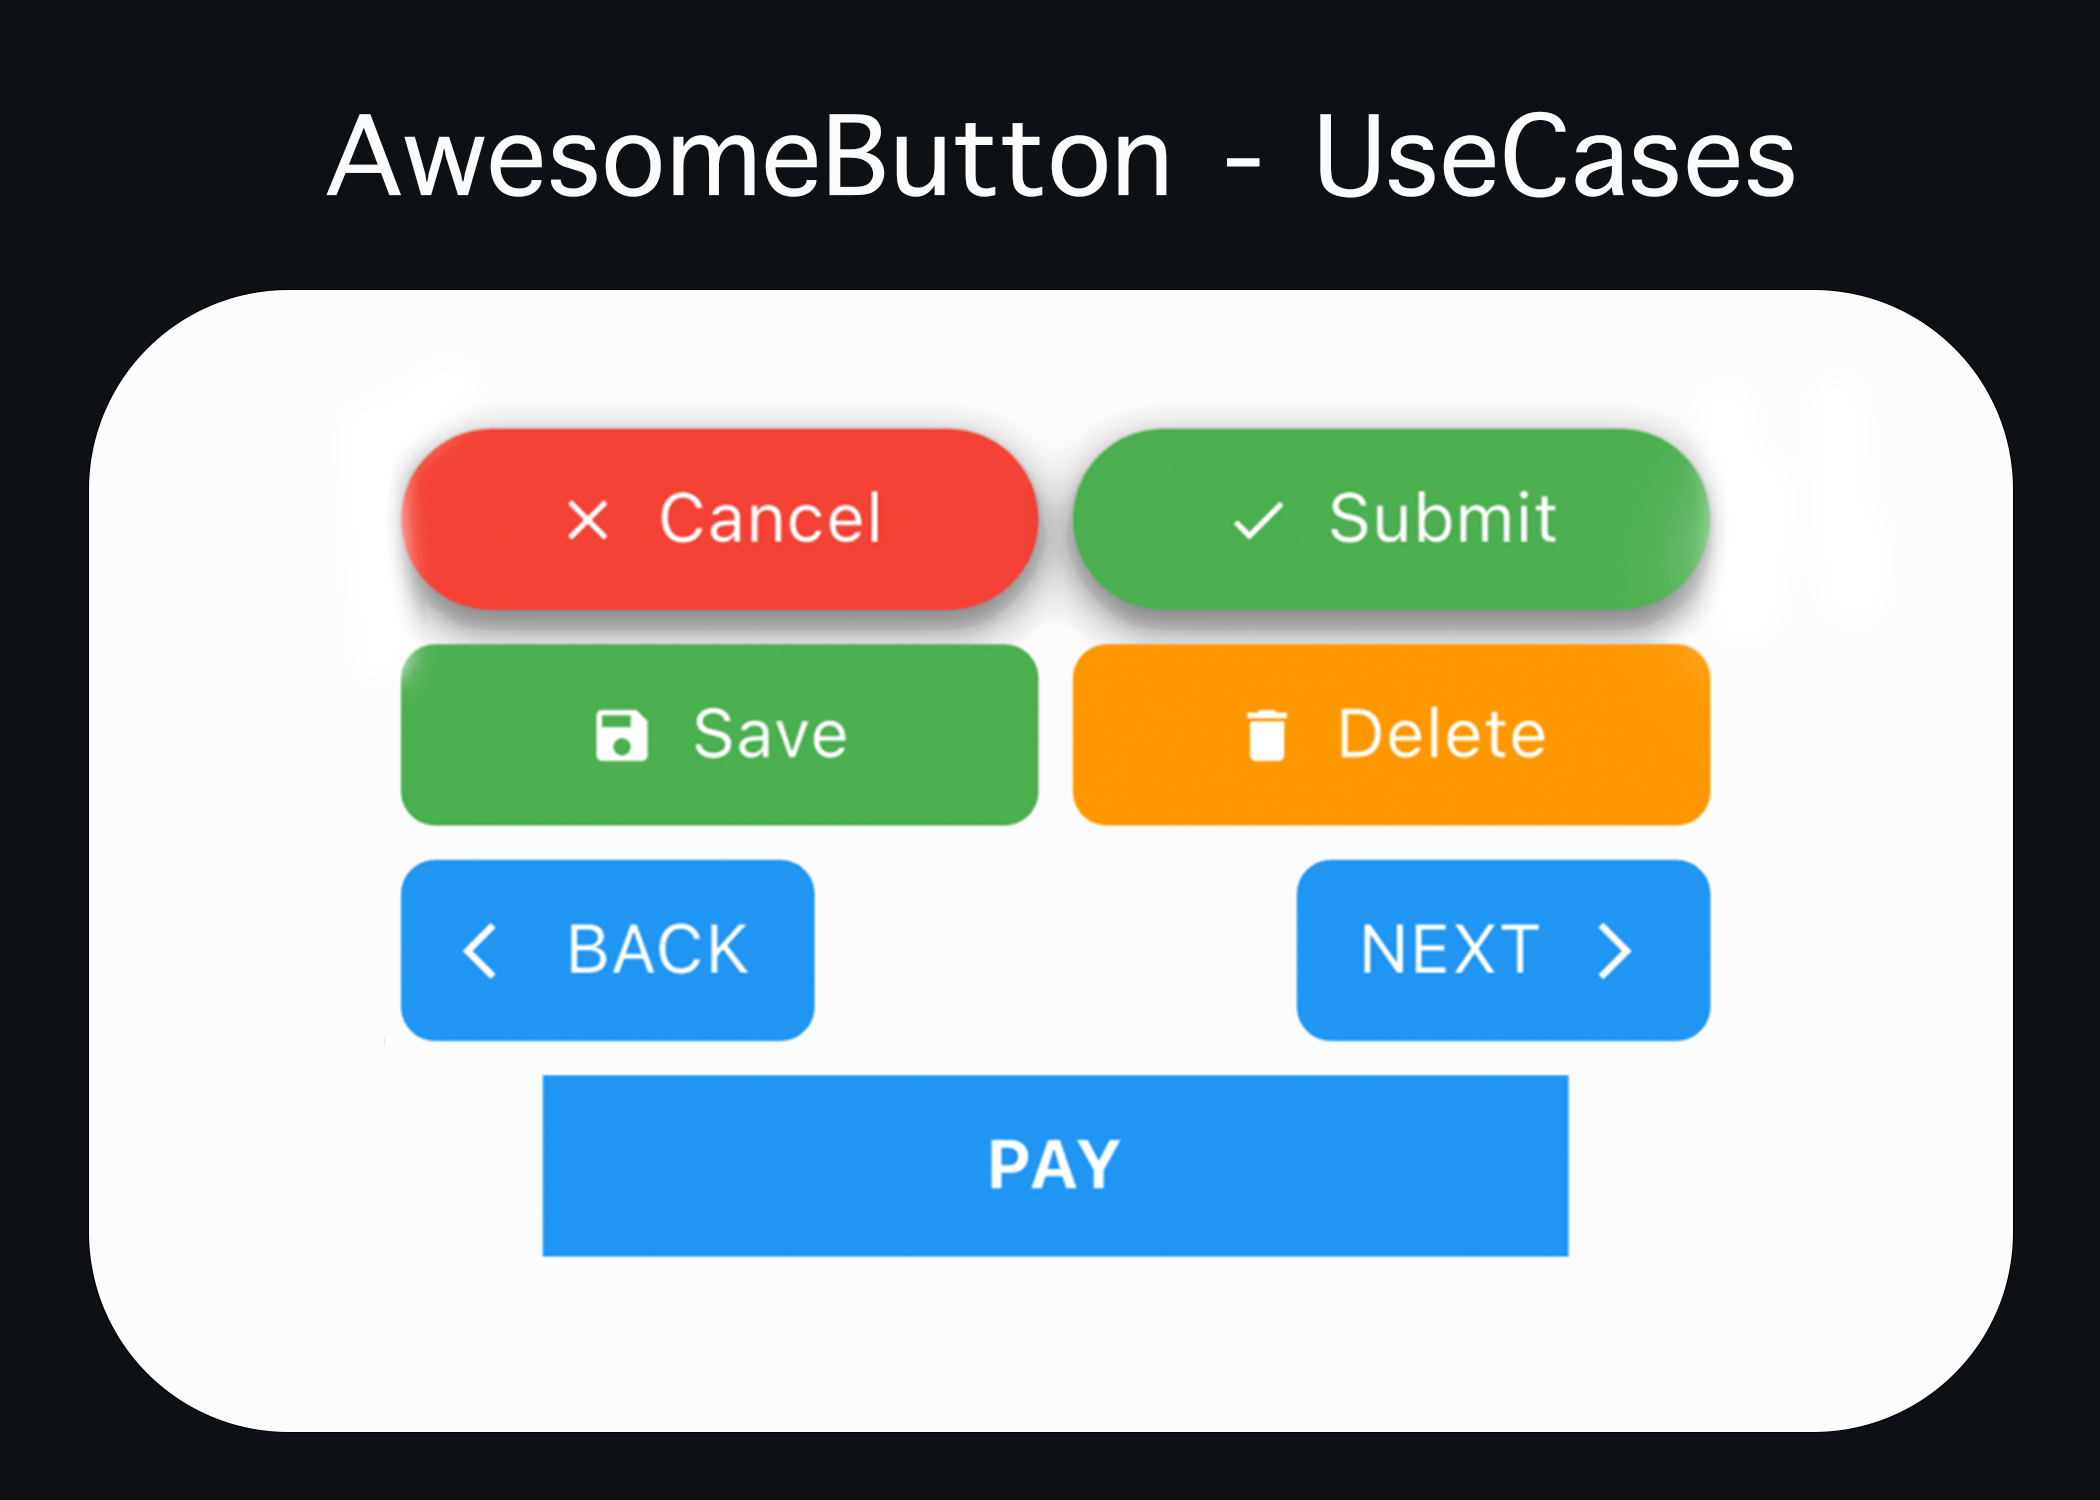 AwesomeButton - UseCases
Cancel
Submit
Save
Delete
BACK
NEXT
PAY